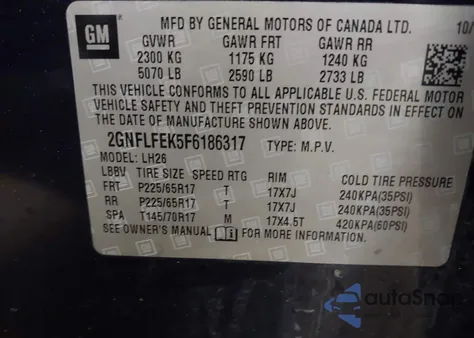 GM
MFD BY GENERAL MOTORS OF CANADA LTD. 10/
GVWR GAWR FRT GAWR RR
2300 KG 1175 KG 1240 KG
5070 LB 2590 LB 2733 LB
THIS VEHICLE CONFORMS TO ALL APPLICABLE U.S. FEDERAL MOTOR
VEHICLE SAFETY AND THEFT PREVENTION STANDARDS IN EFFECT ON
THE DATE OF MANUFACTURE SHOWN ABOVE.
2GNFLFEK5F6186317 TYPE: M.P.V.
MODEL: LH26
LBBV TIRE SIZE SPEED RTG RIM COLD TIRE PRESSURE
FRT P225/65R17 T 17X7J 240KPA(35PSI)
RR P225/65R17 T 17X7J 240KPA(35PSI)
SPA T145/70R17 M 17X4.5T 420KPA(60PSI)
SEE OWNER'S MANUAL i FOR MORE INFORMATION.
autoSnap